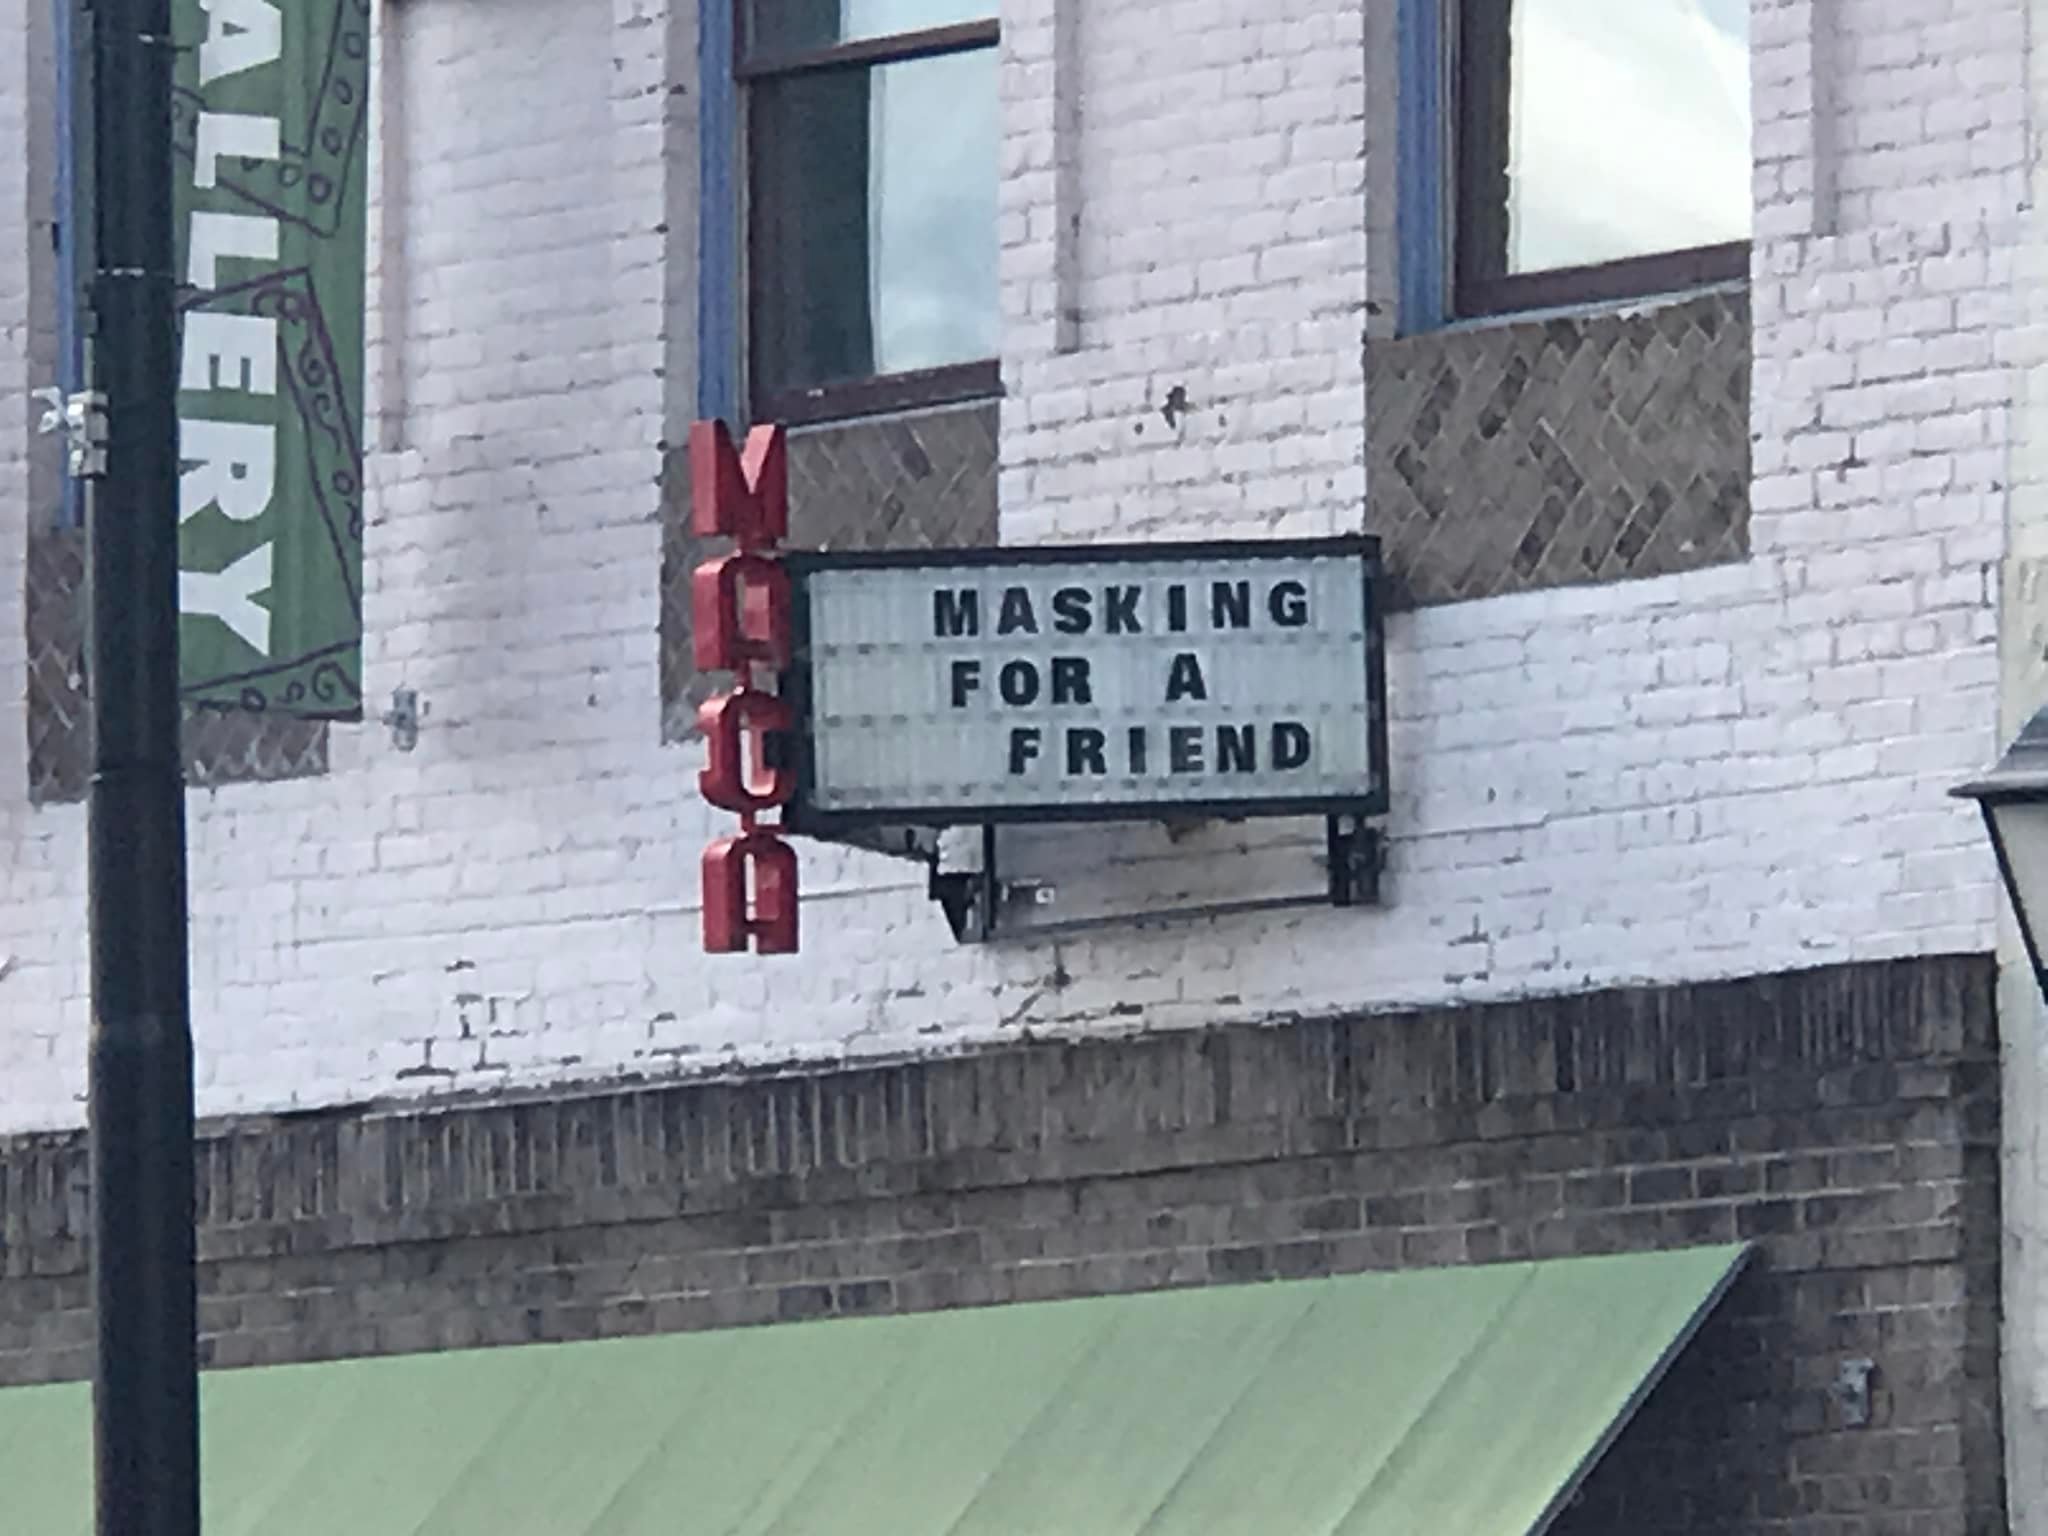 ALLERY
MASKING
FOR A
FRIEND